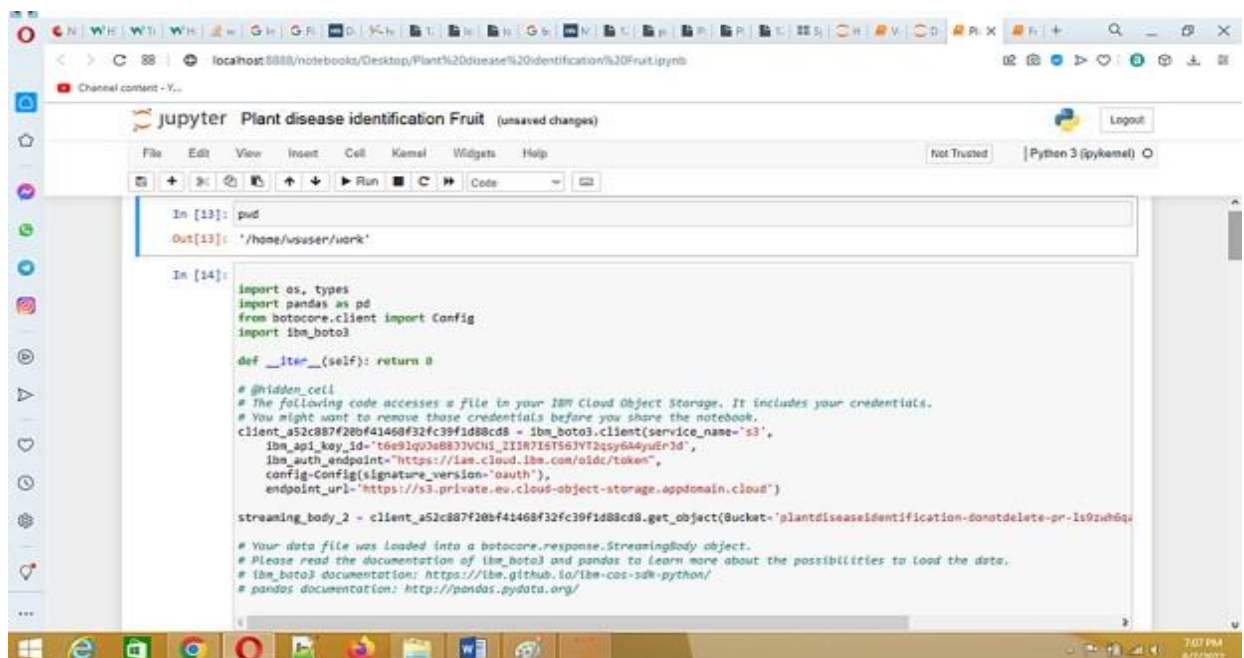 localhost:8888/notebooks/Desktop/Plant%20disease%20identification%20Fruit.ipynb
Channel content - Y...
jupyter Plant disease identification Fruit (unsaved changes)
Logout
File Edit View Insert Cell Kernel Widgets Help
Not Trusted
Python 3 (ipykernel)
Run
Code
In [13]: pwd
Out[13]: '/home/wsuser/work'
In [14]:
import os, types
import pandas as pd
from botocore.client import Config
import ibm_boto3
def __iter__(self): return 0
# @hidden_cell
# The following code accesses a file in your IBM Cloud Object Storage. It includes your credentials.
# You might want to remove those credentials before you share the notebook.
client_a52c887f20bf41468f32fc39f1d88cd8 = ibm_boto3.client(service_name='s3',
ibm_api_key_id=
ibm_auth_endpoint="https://iam.cloud.ibm.com/oidc/token",
config=Config(signature_version='oauth'),
endpoint_url='https://s3.private.eu.cloud-object-storage.appdomain.cloud')
streaming_body_2 = client_a52c887f20bf41468f32fc39f1d88cd8.get_object(Bucket=
# Your data file was loaded into a botocore.response.StreamingBody object.
# Please read the documentation of ibm_boto3 and pandas to learn more about the possibilities to load the data.
# ibm_boto3 documentation: https://ibm.github.io/ibm-cos-sdk-python/
# pandas documentation: http://pandas.pydata.org/
7:07 PM